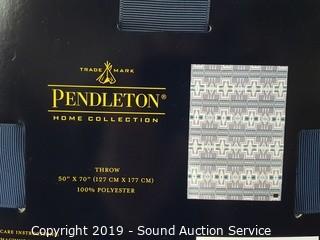 TRADE MARK
PENDLETON®
HOME COLLECTION
THROW
50" X 70" (127 CM X 177 CM)
100% POLYESTER
CARE INSTRUCTIONS
Copyright 2019 - Sound Auction Service